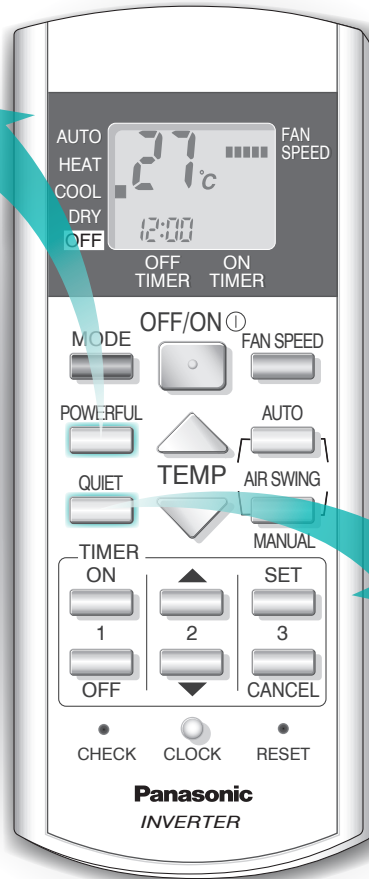 AUTO
HEAT
COOL
DRY
OFF
27°C
FAN
SPEED
12:00
OFF
TIMER
ON
TIMER
OFF/ON
MODE
FAN SPEED
POWERFUL
AUTO
TEMP
QUIET
AIR SWING
MANUAL
TIMER
ON
▲
SET
1
2
3
OFF
▼
CANCEL
CHECK
CLOCK
RESET
Panasonic
INVERTER